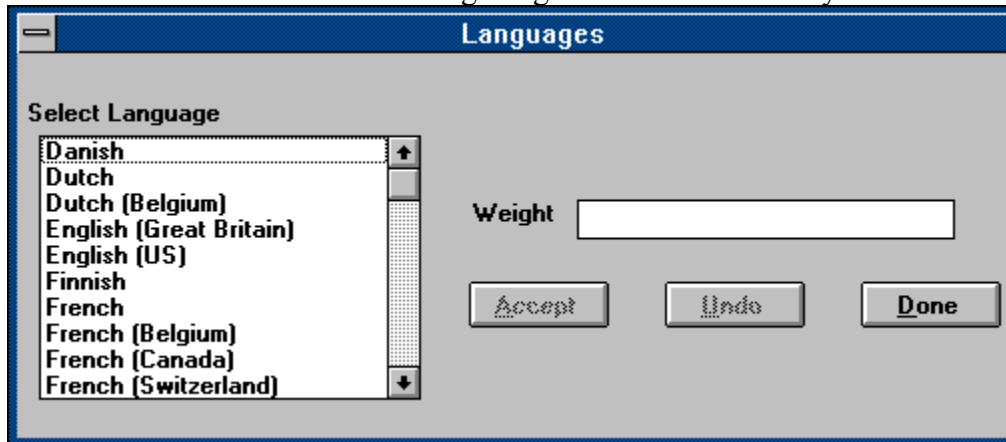 Languages
Select Language
Danish
Dutch
Dutch (Belgium)
English (Great Britain)
English (US)
Finnish
French
French (Belgium)
French (Canada)
French (Switzerland)
Weight
Accept Undo Done